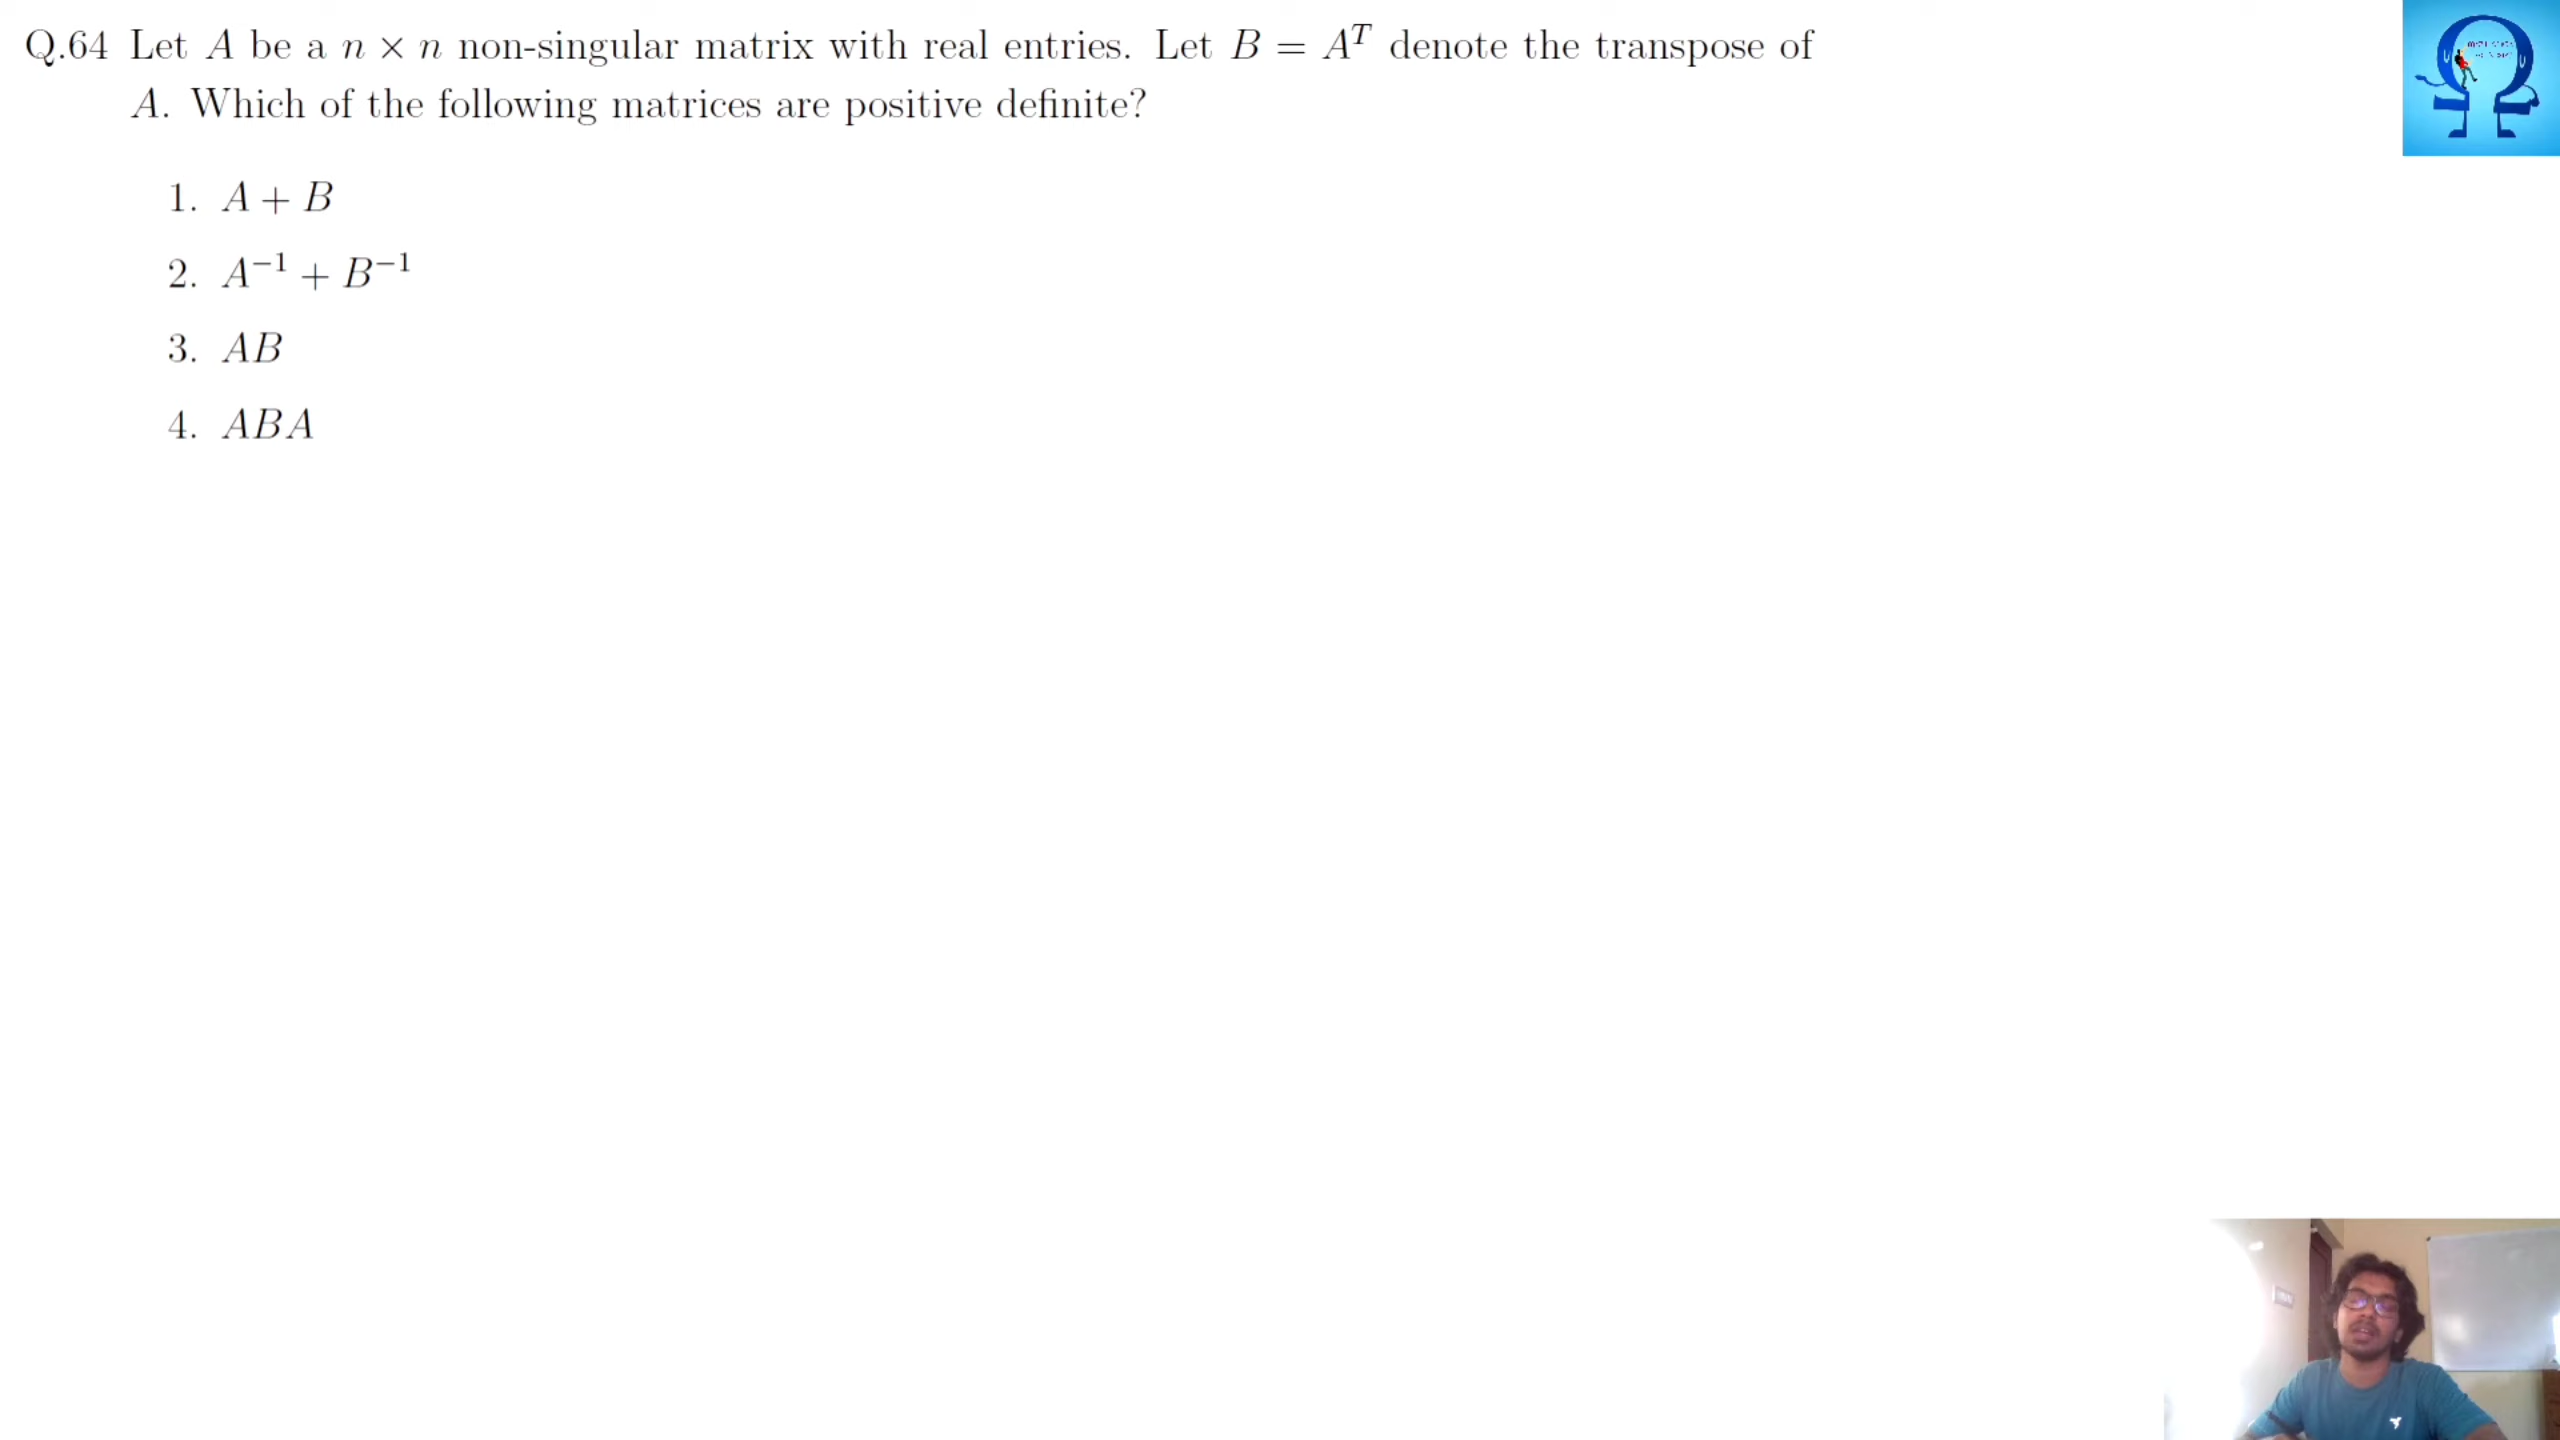 Q.64 Let A be a n × n non-singular matrix with real entries. Let B = Aᵀ denote the transpose of
A. Which of the following matrices are positive definite?
1. A + B
2. A⁻¹ + B⁻¹
3. AB
4. ABA